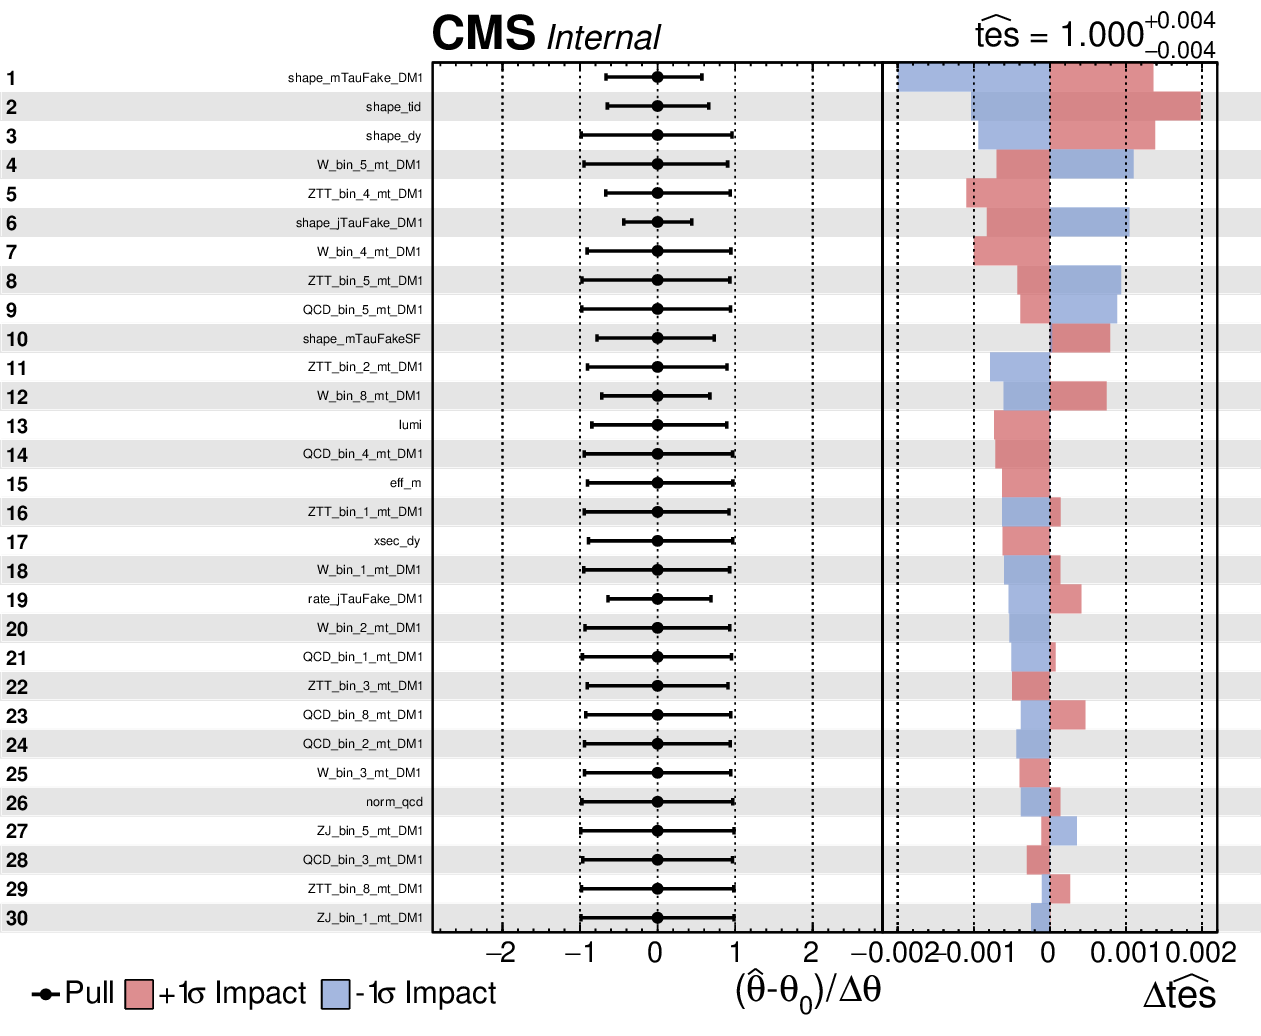 CMS Internal
tes = 1.000 +0.004 −0.004
1 shape_mTauFake_DM1
2 shape_tid
3 shape_dy
4 W_bin_5_mt_DM1
5 ZTT_bin_4_mt_DM1
6 shape_jTauFake_DM1
7 W_bin_4_mt_DM1
8 ZTT_bin_5_mt_DM1
9 QCD_bin_5_mt_DM1
10 shape_mTauFakeSF
11 ZTT_bin_2_mt_DM1
12 W_bin_8_mt_DM1
13 lumi
14 QCD_bin_4_mt_DM1
15 eff_m
16 ZTT_bin_1_mt_DM1
17 xsec_dy
18 W_bin_1_mt_DM1
19 rate_jTauFake_DM1
20 W_bin_2_mt_DM1
21 QCD_bin_1_mt_DM1
22 ZTT_bin_3_mt_DM1
23 QCD_bin_8_mt_DM1
24 QCD_bin_2_mt_DM1
25 W_bin_3_mt_DM1
26 norm_qcd
27 ZJ_bin_5_mt_DM1
28 QCD_bin_3_mt_DM1
29 ZTT_bin_8_mt_DM1
30 ZJ_bin_1_mt_DM1
−2 −1 0 1 2 −0.002 −0.001 0 0.001 0.002
Pull +1σ Impact -1σ Impact
(θ̂-θ₀)/Δθ
Δtes